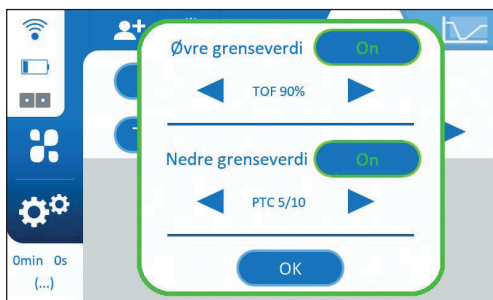 Øvre grenseverdi On
TOF 90%
Nedre grenseverdi On
PTC 5/10
OK
0min 0s
(...)